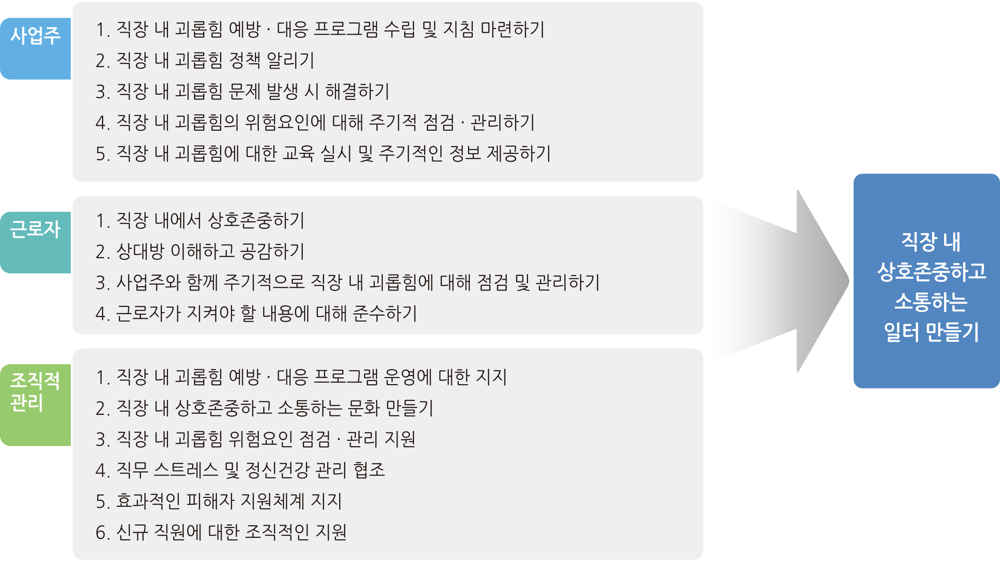 사업주
1. 직장 내 괴롭힘 예방 · 대응 프로그램 수립 및 지침 마련하기
2. 직장 내 괴롭힘 정책 알리기
3. 직장 내 괴롭힘 문제 발생 시 해결하기
4. 직장 내 괴롭힘의 위험요인에 대해 주기적 점검 · 관리하기
5. 직장 내 괴롭힘에 대한 교육 실시 및 주기적인 정보 제공하기
근로자
1. 직장 내에서 상호존중하기
2. 상대방 이해하고 공감하기
3. 사업주와 함께 주기적으로 직장 내 괴롭힘에 대해 점검 및 관리하기
4. 근로자가 지켜야 할 내용에 대해 준수하기
조직적
관리
1. 직장 내 괴롭힘 예방 · 대응 프로그램 운영에 대한 지지
2. 직장 내 상호존중하고 소통하는 문화 만들기
3. 직장 내 괴롭힘 위험요인 점검 · 관리 지원
4. 직무 스트레스 및 정신건강 관리 협조
5. 효과적인 피해자 지원체계 지지
6. 신규 직원에 대한 조직적인 지원
직장 내
상호존중하고
소통하는
일터 만들기